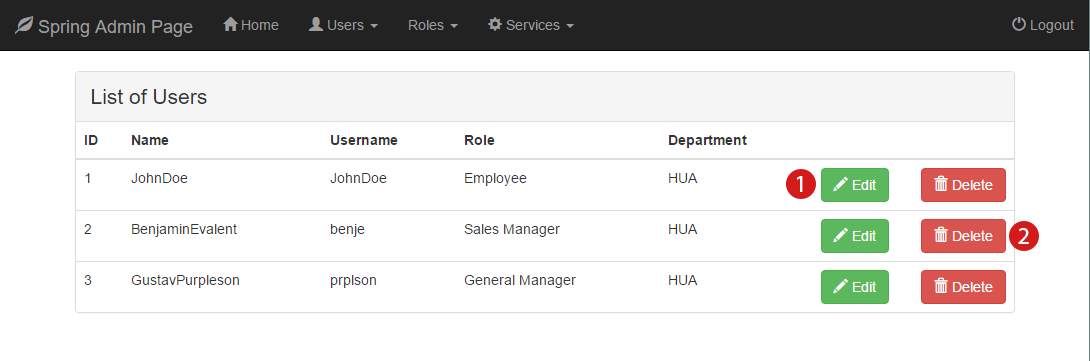 Spring Admin Page Home Users Roles Services Logout
List of Users
ID Name Username Role Department
1 JohnDoe JohnDoe Employee HUA 1 Edit Delete
2 BenjaminEvalent benje Sales Manager HUA Edit Delete 2
3 GustavPurpleson prplson General Manager HUA Edit Delete